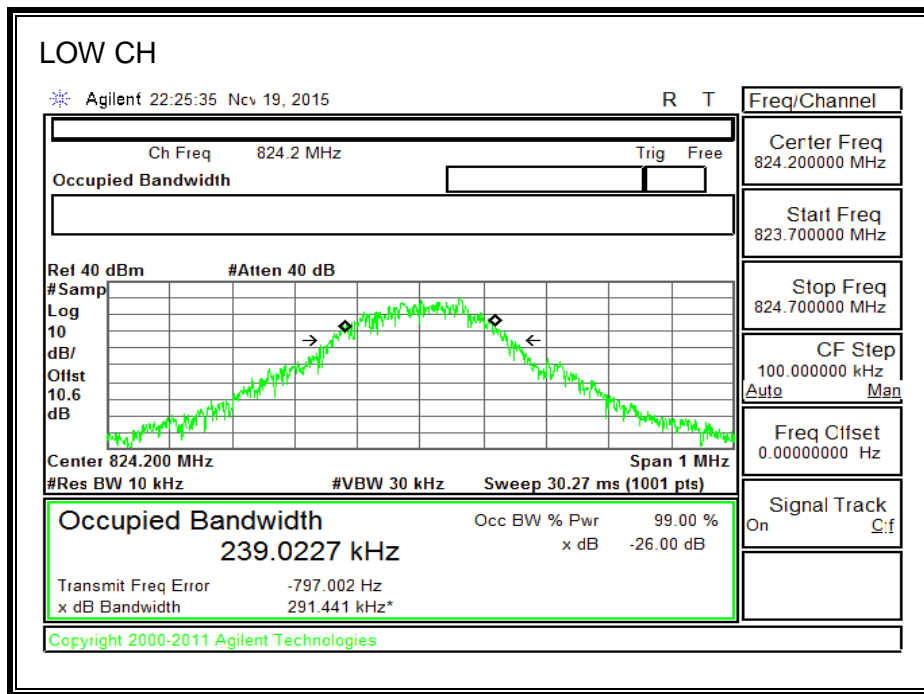 LOW CH
Agilent 22:25:35 Nov 19, 2015 R T
Freq/Channel
Ch Freq 824.2 MHz Trig Free
Occupied Bandwidth
Center Freq
824.200000 MHz
Start Freq
823.700000 MHz
Stop Freq
824.700000 MHz
CF Step
100.000000 kHz
Auto Man
Freq Offset
0.00000000 Hz
Signal Track
On Off
Ref 40 dBm #Atten 40 dB
#Samp
Log
10
dB/
Offst
10.6
dB
Center 824.200 MHz Span 1 MHz
#Res BW 10 kHz #VBW 30 kHz Sweep 30.27 ms (1001 pts)
Occupied Bandwidth Occ BW % Pwr 99.00 %
239.0227 kHz x dB -26.00 dB
Transmit Freq Error -797.002 Hz
x dB Bandwidth 291.441 kHz*
Copyright 2000-2011 Agilent Technologies